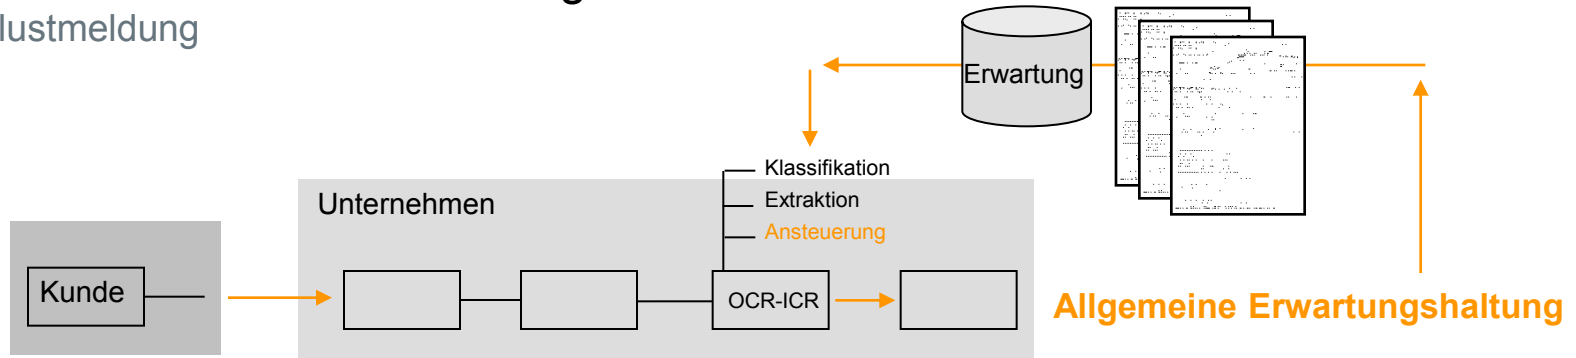 lustmeldung
Erwartung
Klassifikation
Extraktion
Ansteuerung
Unternehmen
Kunde
OCR-ICR
Allgemeine Erwartungshaltung